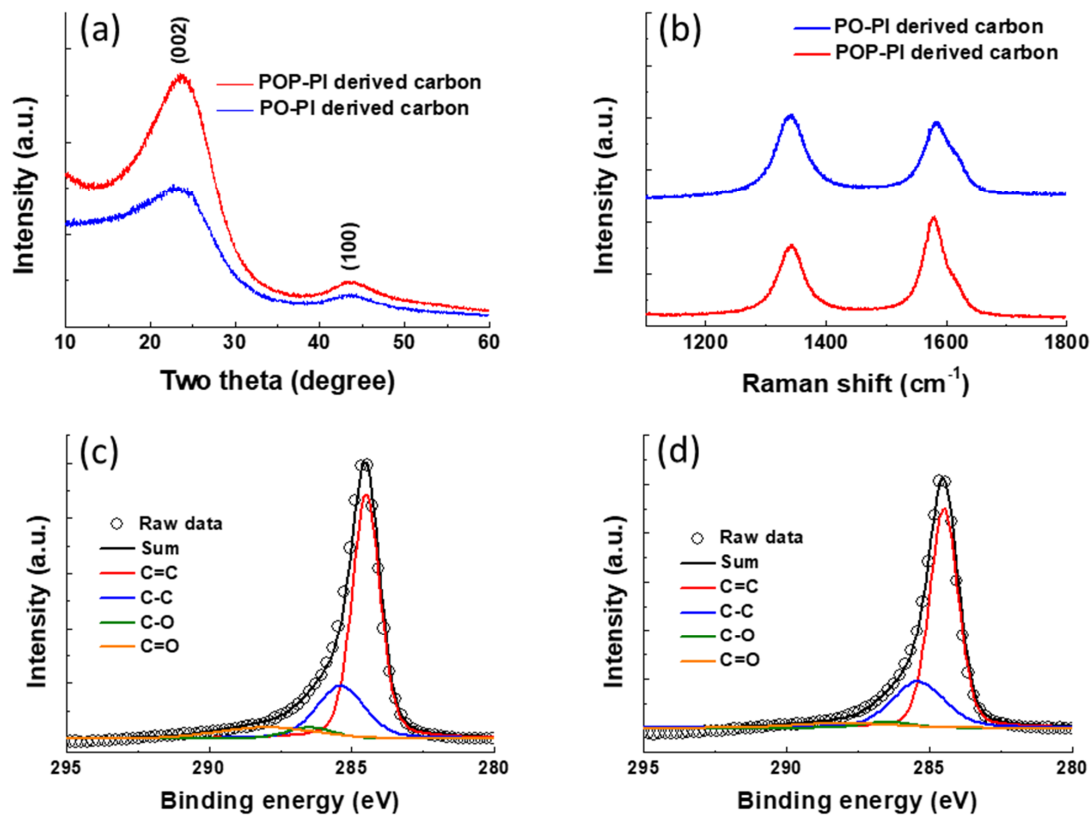 (a)
(002)
POP-PI derived carbon
PO-PI derived carbon
(100)
Intensity (a.u.)
10 20 30 40 50 60
Two theta (degree)
(b)
PO-PI derived carbon
POP-PI derived carbon
Intensity (a.u.)
1200 1400 1600 1800
Raman shift (cm⁻¹)
(c)
Raw data
Sum
C=C
C-C
C-O
C=O
Intensity (a.u.)
295 290 285 280
Binding energy (eV)
(d)
Raw data
Sum
C=C
C-C
C-O
C=O
Intensity (a.u.)
295 290 285 280
Binding energy (eV)